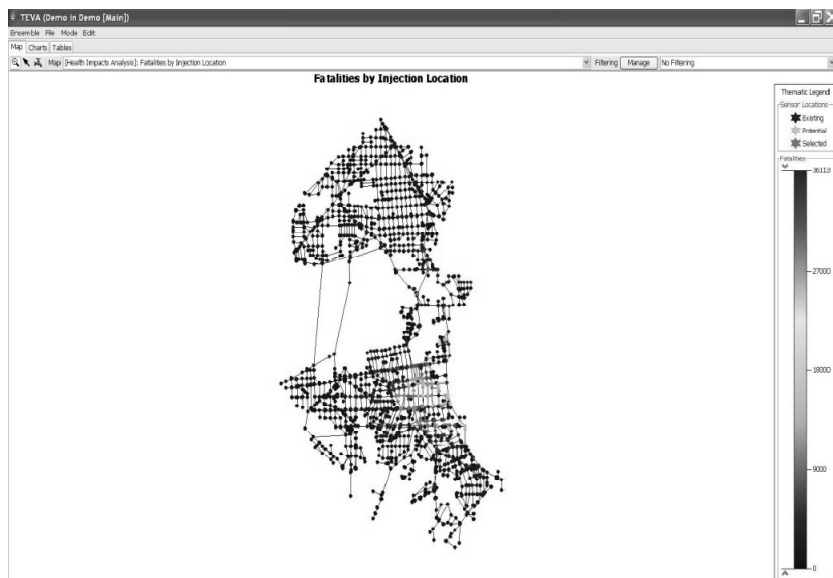 TEVA (Demo in Demo [Main])
Ensemble File Mode Edit
Map Charts Tables
Map [Health Impacts Analysis]: Fatalities by Injection Location Filtering Manage No Filtering
Fatalities by Injection Location
Thematic Legend
Sensor Locations
Existing
Potential
Selected
Fatalities
36113
27000
18000
9000
0